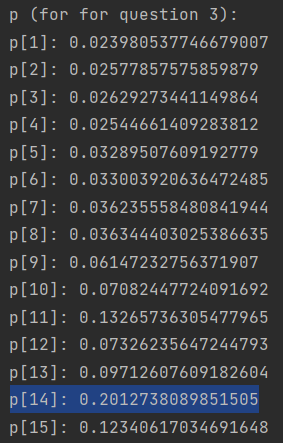 p (for for question 3):
p[1]: 0.023980537746679007
p[2]: 0.02577857575859879
p[3]: 0.02629273441149864
p[4]: 0.02544661409283812
p[5]: 0.03289507609192779
p[6]: 0.033003920636472485
p[7]: 0.036235558480841944
p[8]: 0.036344403025386635
p[9]: 0.06147232756371907
p[10]: 0.07082447724091692
p[11]: 0.13265736305477965
p[12]: 0.07326235647244793
p[13]: 0.09712607109182604
p[14]: 0.2012738089851505
p[15]: 0.12340617034691648